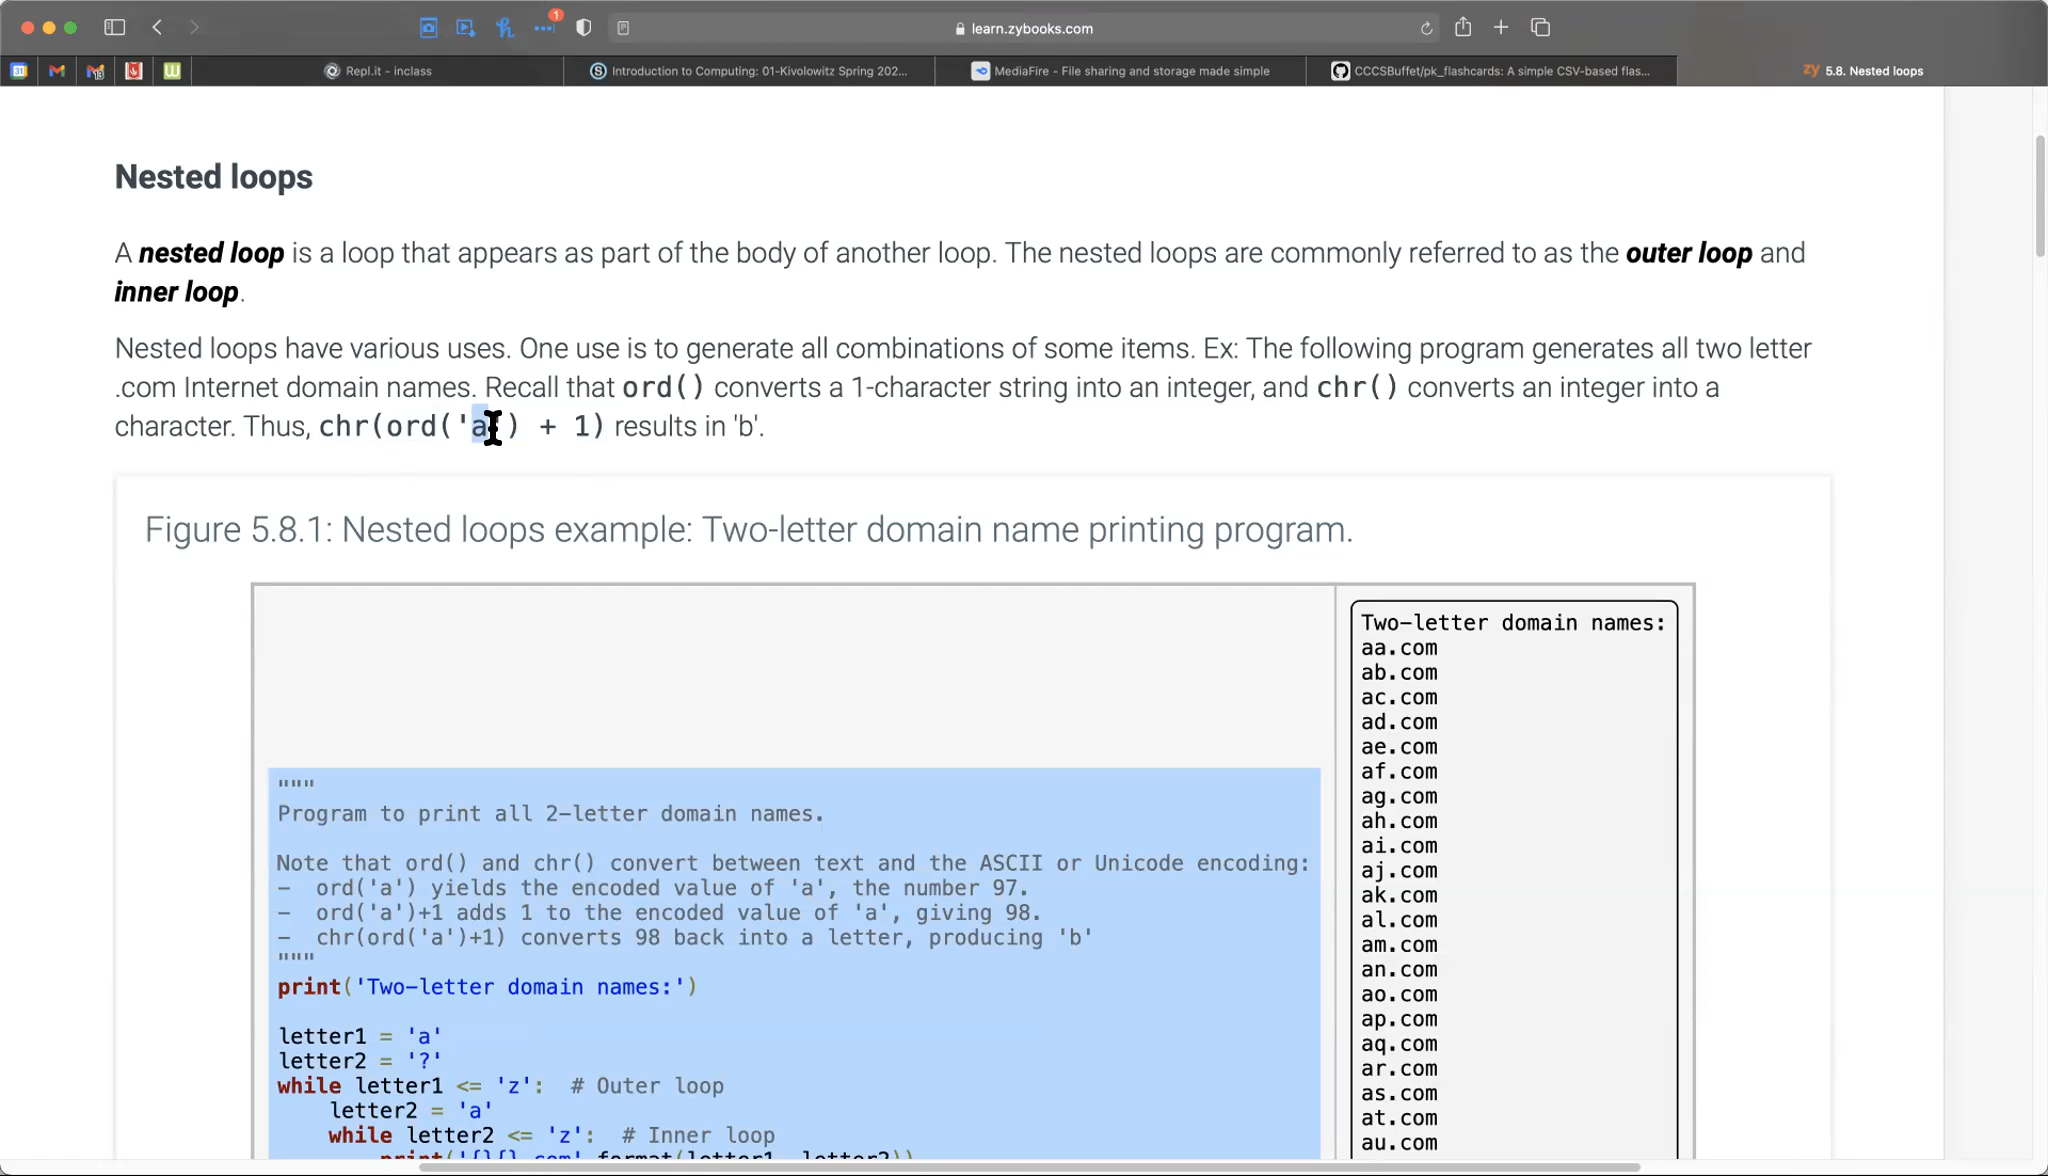 1
learn.zybooks.com
31
Repl.it - inclass
Introduction to Computing: 01-Kivolowitz Spring 202...
MediaFire - File sharing and storage made simple
CCCSBuffet/pk_flashcards: A simple CSV-based flas...
zy 5.8. Nested loops
Nested loops
A nested loop is a loop that appears as part of the body of another loop. The nested loops are commonly referred to as the outer loop and
inner loop.
Nested loops have various uses. One use is to generate all combinations of some items. Ex: The following program generates all two letter
.com Internet domain names. Recall that ord() converts a 1-character string into an integer, and chr() converts an integer into a
character. Thus, chr(ord('a') + 1) results in 'b'.
Figure 5.8.1: Nested loops example: Two-letter domain name printing program.
"""
Program to print all 2-letter domain names.
Note that ord() and chr() convert between text and the ASCII or Unicode encoding:
-  ord('a') yields the encoded value of 'a', the number 97.
-  ord('a')+1 adds 1 to the encoded value of 'a', giving 98.
-  chr(ord('a')+1) converts 98 back into a letter, producing 'b'
"""
print('Two-letter domain names:')
letter1 = 'a'
letter2 = '?'
while letter1 <= 'z':  # Outer loop
    letter2 = 'a'
    while letter2 <= 'z':  # Inner loop
        print('{}{}.com'.format(letter1, letter2))
Two-letter domain names:
aa.com
ab.com
ac.com
ad.com
ae.com
af.com
ag.com
ah.com
ai.com
aj.com
ak.com
al.com
am.com
an.com
ao.com
ap.com
aq.com
ar.com
as.com
at.com
au.com